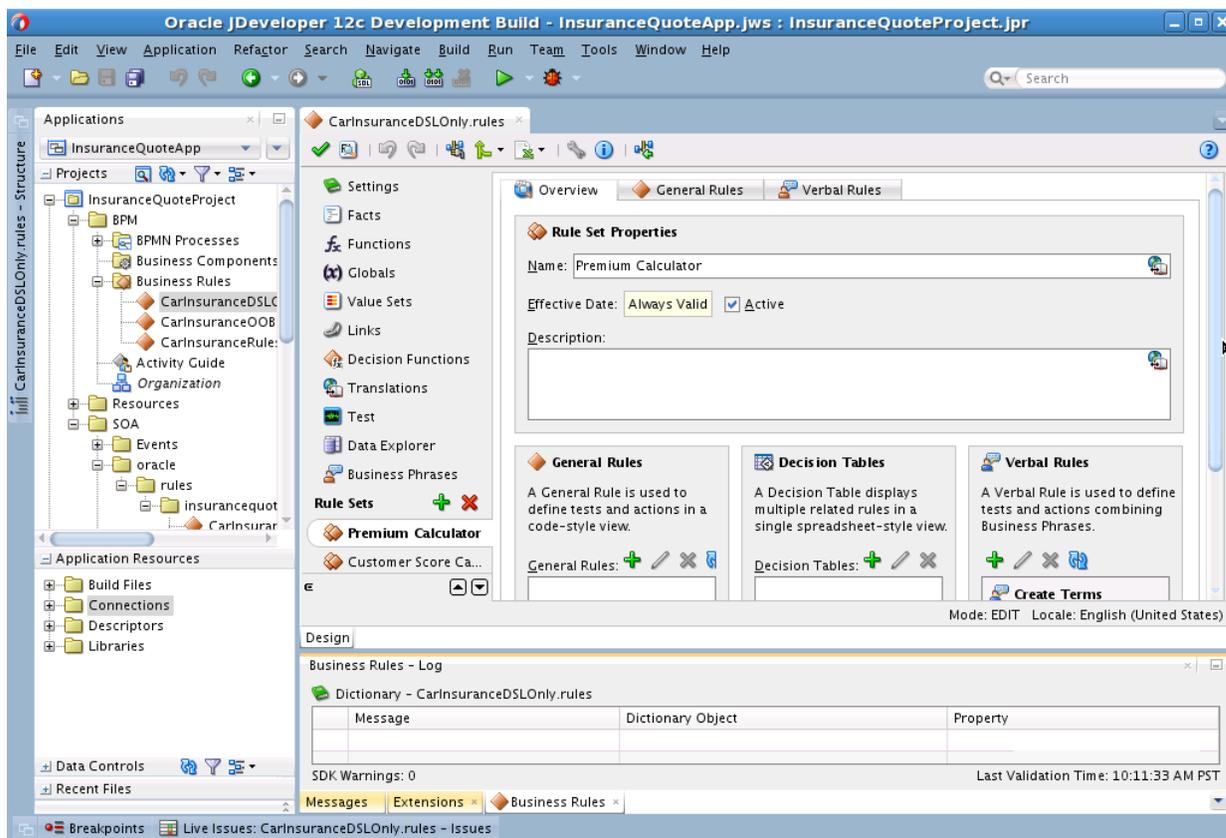 Oracle JDeveloper 12c Development Build - InsuranceQuoteApp.jws : InsuranceQuoteProject.jpr
File Edit View Application Refactor Search Navigate Build Run Team Tools Window Help
Search
CarInsuranceDSLOnly.rules - Structure
Applications
InsuranceQuoteApp
Projects
InsuranceQuoteProject
BPM
BPMN Processes
Business Components
Business Rules
CarInsuranceDSLC
CarInsuranceOOB
CarInsuranceRule
Activity Guide
Organization
Resources
SOA
Events
oracle
rules
insurancequot
CarInsurar
Application Resources
Build Files
Connections
Descriptors
Libraries
Data Controls
Recent Files
CarInsuranceDSLOnly.rules
Settings
Facts
Functions
Globals
Value Sets
Links
Decision Functions
Translations
Test
Data Explorer
Business Phrases
Rule Sets
Premium Calculator
Customer Score Ca...
Overview General Rules Verbal Rules
Rule Set Properties
Name: Premium Calculator
Effective Date: Always Valid Active
Description:
General Rules
A General Rule is used to
define tests and actions in a
code-style view.
General Rules:
Decision Tables
A Decision Table displays
multiple related rules in a
single spreadsheet-style view.
Decision Tables:
Verbal Rules
A Verbal Rule is used to define
tests and actions combining
Business Phrases.
Create Terms
Mode: EDIT Locale: English (United States)
Design
Business Rules - Log
Dictionary - CarInsuranceDSLOnly.rules
Message Dictionary Object Property
SDK Warnings: 0 Last Validation Time: 10:11:33 AM PST
Messages Extensions Business Rules
Breakpoints Live Issues: CarInsuranceDSLOnly.rules - Issues